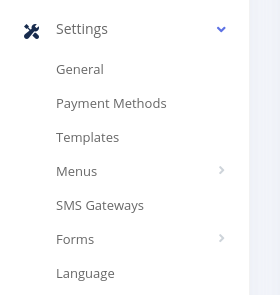 Settings
General
Payment Methods
Templates
Menus
SMS Gateways
Forms
Language